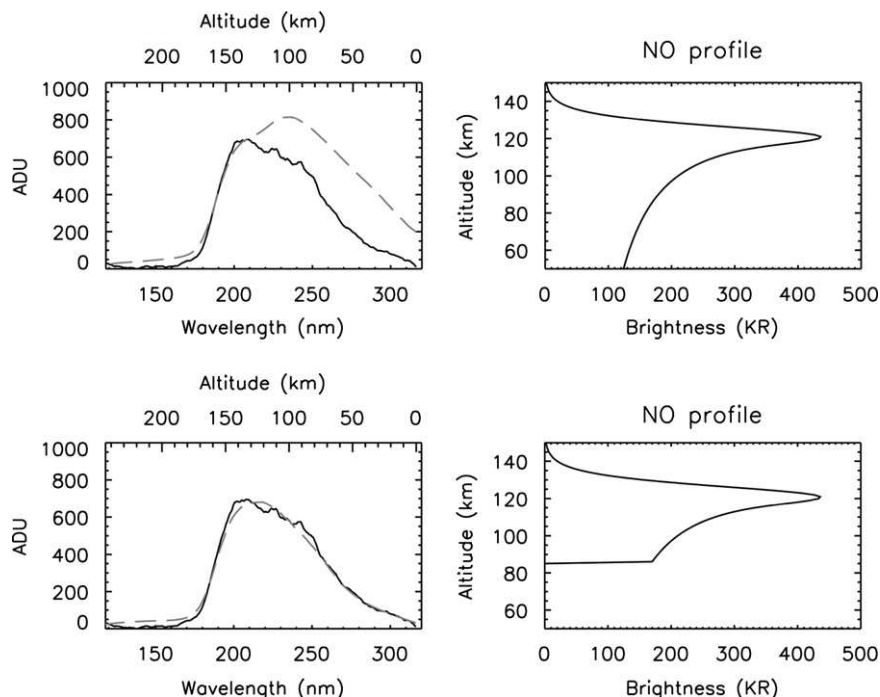 Altitude (km)
200 150 100 50 0
NO profile
1000
800
600
400
200
0
ADU
150 200 250 300
Wavelength (nm)
140
120
100
80
60
Altitude (km)
0 100 200 300 400 500
Brightness (KR)
Altitude (km)
200 150 100 50 0
NO profile
1000
800
600
400
200
0
ADU
150 200 250 300
Wavelength (nm)
140
120
100
80
60
Altitude (km)
0 100 200 300 400 500
Brightness (KR)